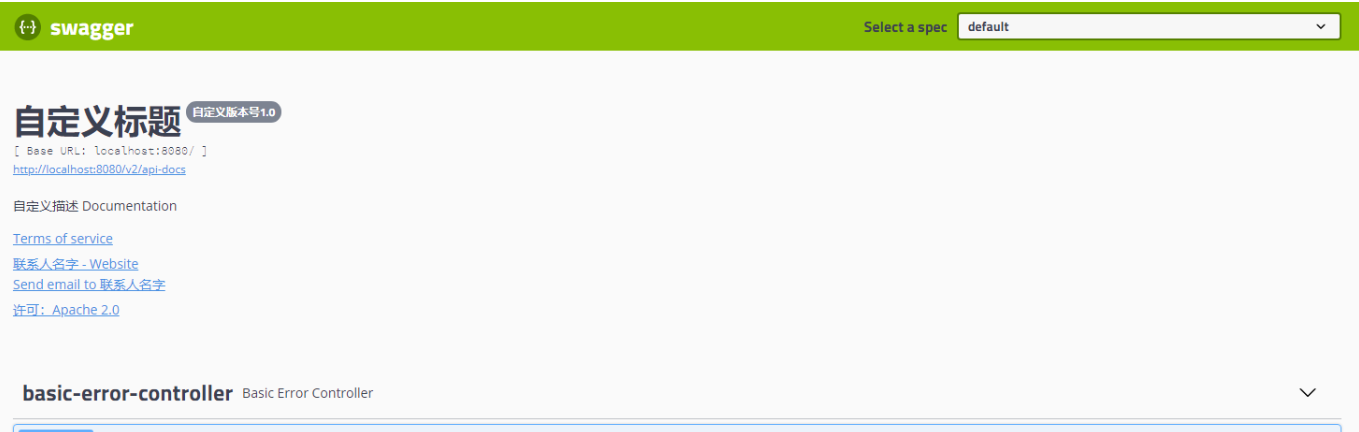 swagger Select a spec default
自定义标题 自定义版本号1.0
[ Base URL: localhost:8080/ ]
http://localhost:8080/v2/api-docs
自定义描述 Documentation
Terms of service
联系人名字 - Website
Send email to 联系人名字
许可：Apache 2.0
basic-error-controller Basic Error Controller